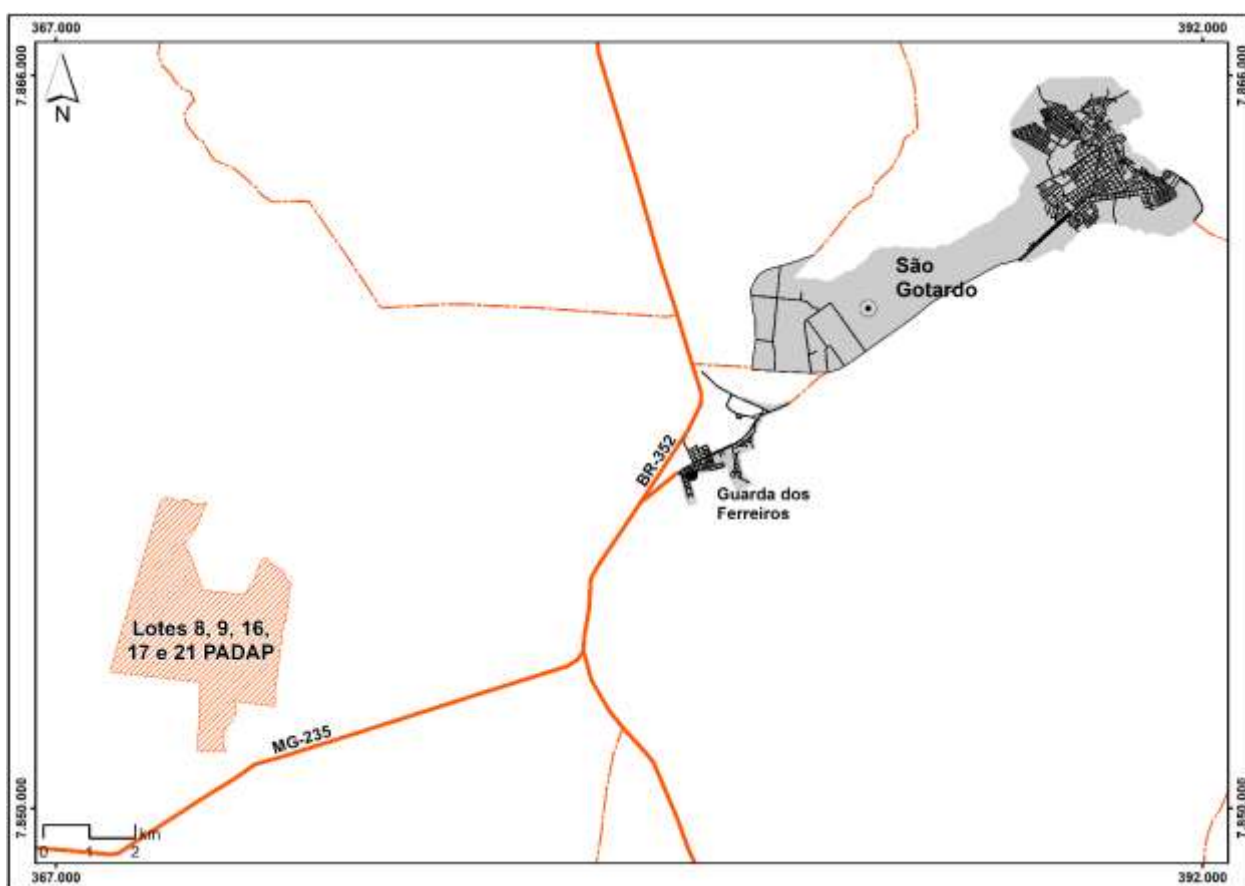 367.000
392.000
7.866.000
7.866.000
N
São
Gotardo
BR-352
Guarda dos
Ferreiros
Lotes 8, 9, 16,
17 e 21 PADAP
MG-235
7.850.000
7.850.000
km
0 1 2
367.000
392.000